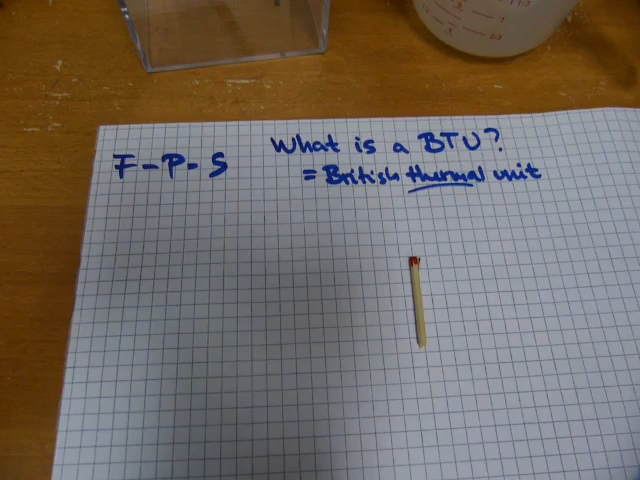 F-P-S
What is a BTU?
= British thermal unit